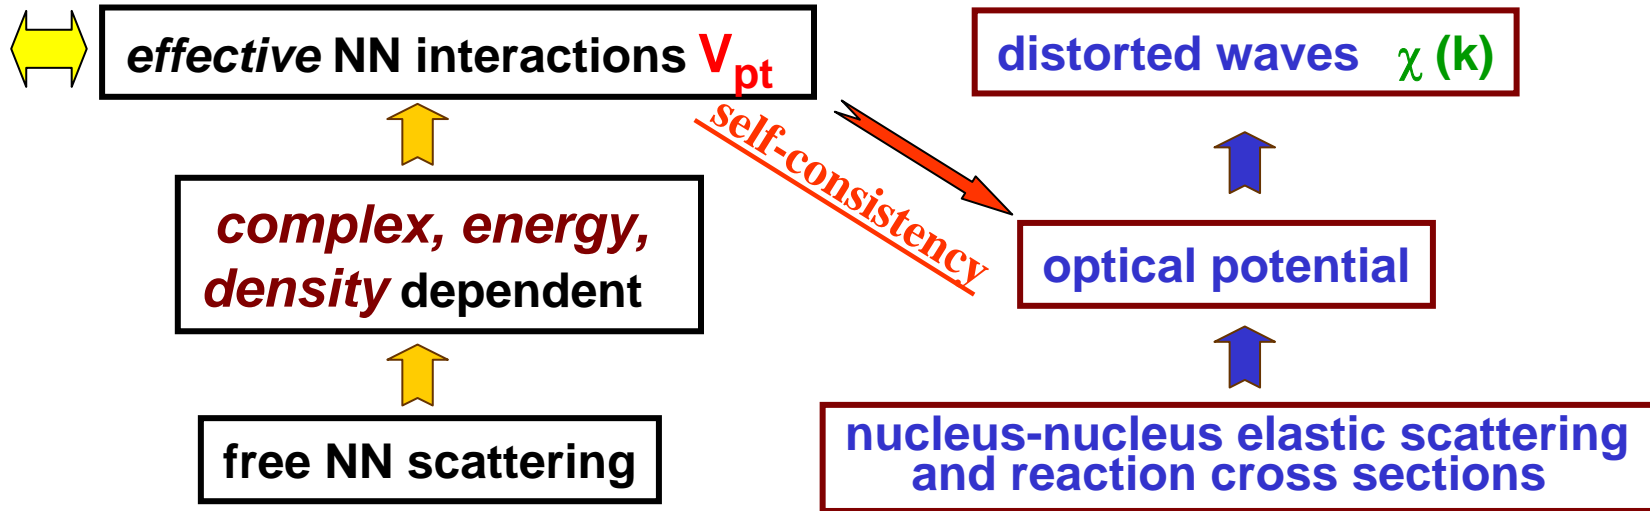 effective NN interactions Vpt
distorted waves χ (k)
self-consistency
complex, energy,
density dependent
optical potential
free NN scattering
nucleus-nucleus elastic scattering
and reaction cross sections